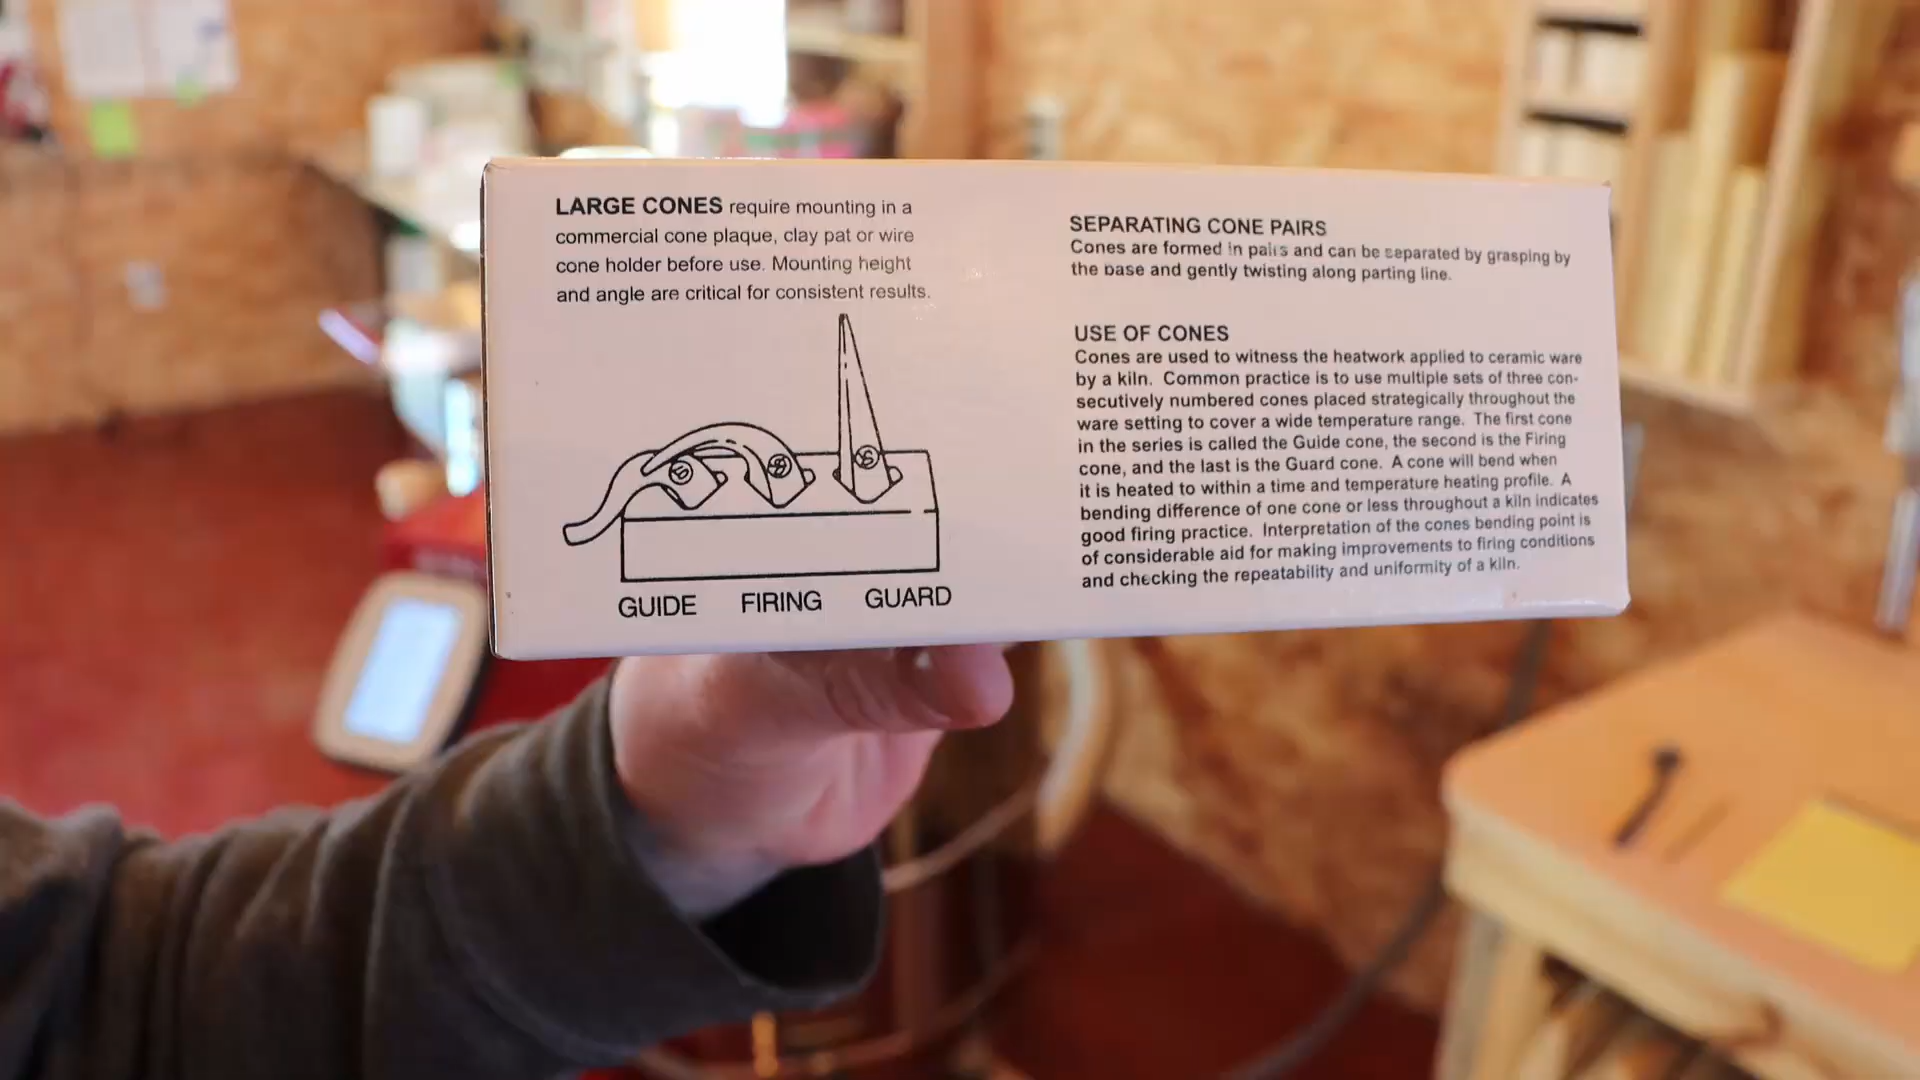 LARGE CONES require mounting in a
commercial cone plaque, clay pat or wire
cone holder before use. Mounting height
and angle are critical for consistent results.
GUIDE FIRING GUARD
SEPARATING CONE PAIRS
Cones are formed in pairs and can be separated by grasping by
the base and gently twisting along parting line.
USE OF CONES
Cones are used to witness the heatwork applied to ceramic ware
by a kiln. Common practice is to use multiple sets of three con-
secutively numbered cones placed strategically throughout the
ware setting to cover a wide temperature range. The first cone
in the series is called the Guide cone, the second is the Firing
cone, and the last is the Guard cone. A cone will bend when
it is heated to within a time and temperature heating profile. A
bending difference of one cone or less throughout a kiln indicates
good firing practice. Interpretation of the cones bending point is
of considerable aid for making improvements to firing conditions
and checking the repeatability and uniformity of a kiln.